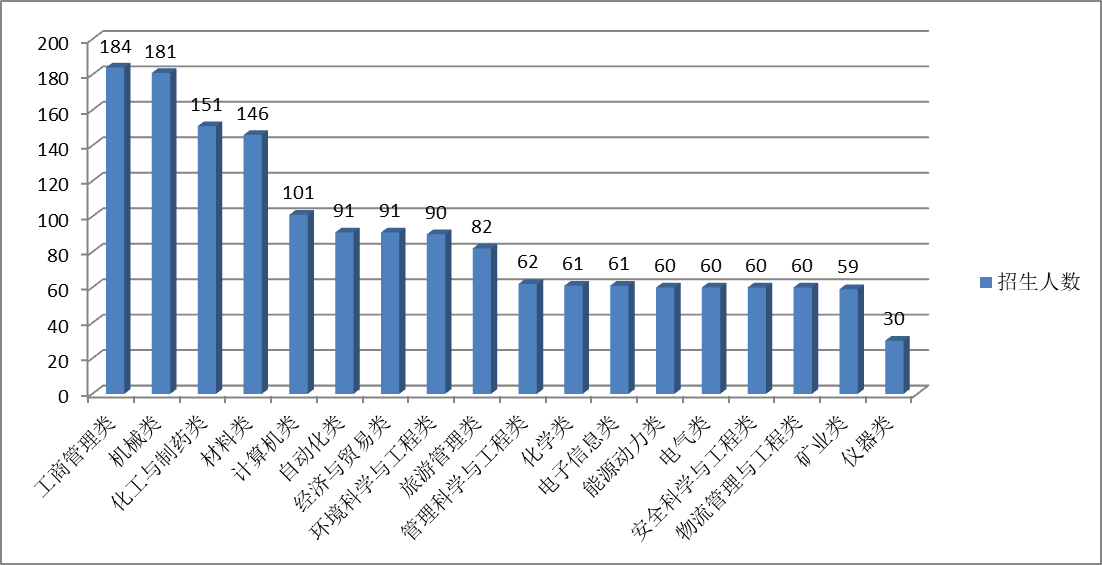 200
180
160
140
120
100
80
60
40
20
0
184
181
151
146
101
91
91
90
82
62
61
61
60
60
60
60
59
30
工商管理类
机械类
化工与制药类
材料类
计算机类
自动化类
经济与贸易类
环境科学与工程类
旅游管理类
管理科学与工程类
化学类
电子信息类
能源动力类
电气类
安全科学与工程类
物流管理与工程类
矿业类
仪器类
招生人数